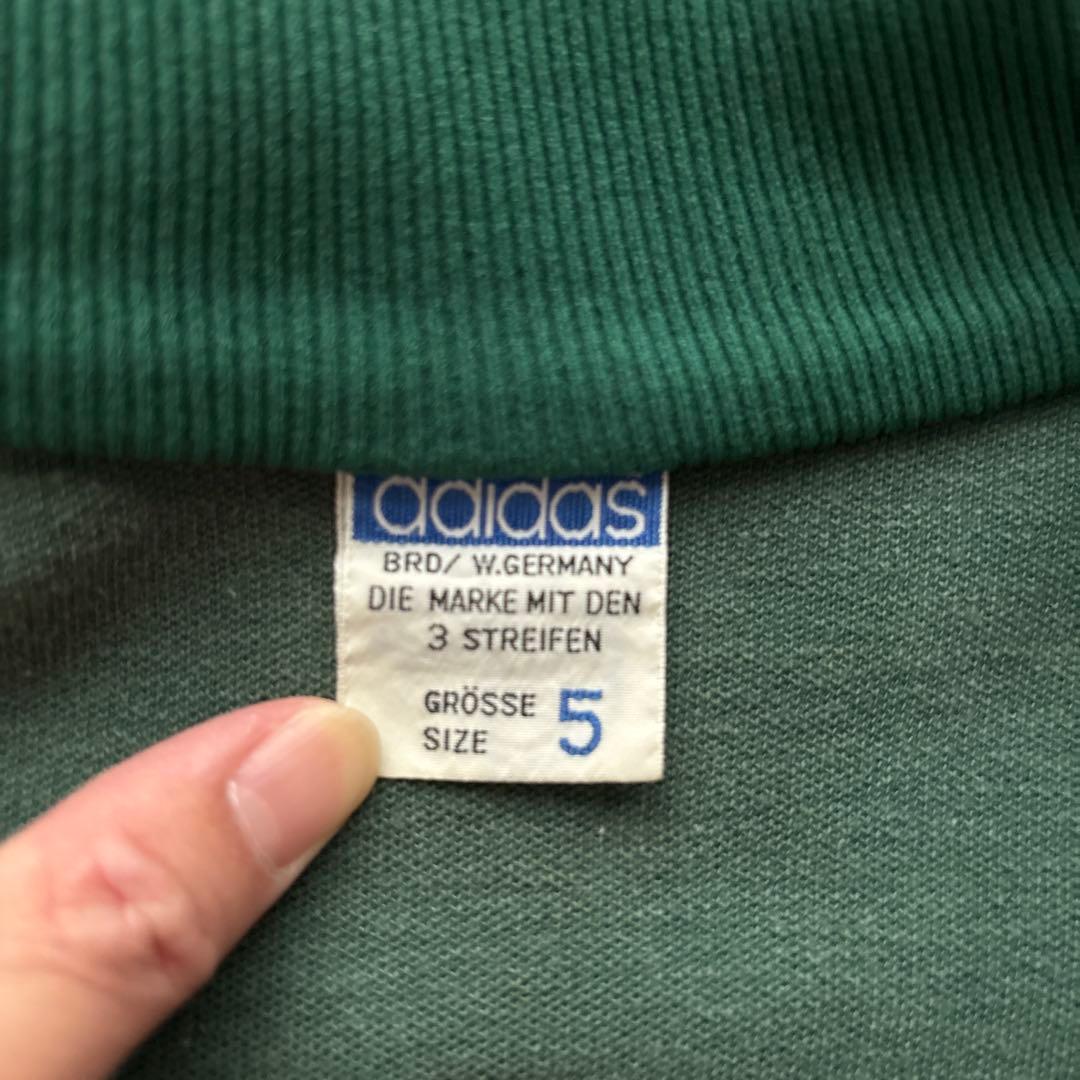 adidas
BRD/ W.GERMANY
DIE MARKE MIT DEN
3 STREIFEN
GRÖSSE 5
SIZE